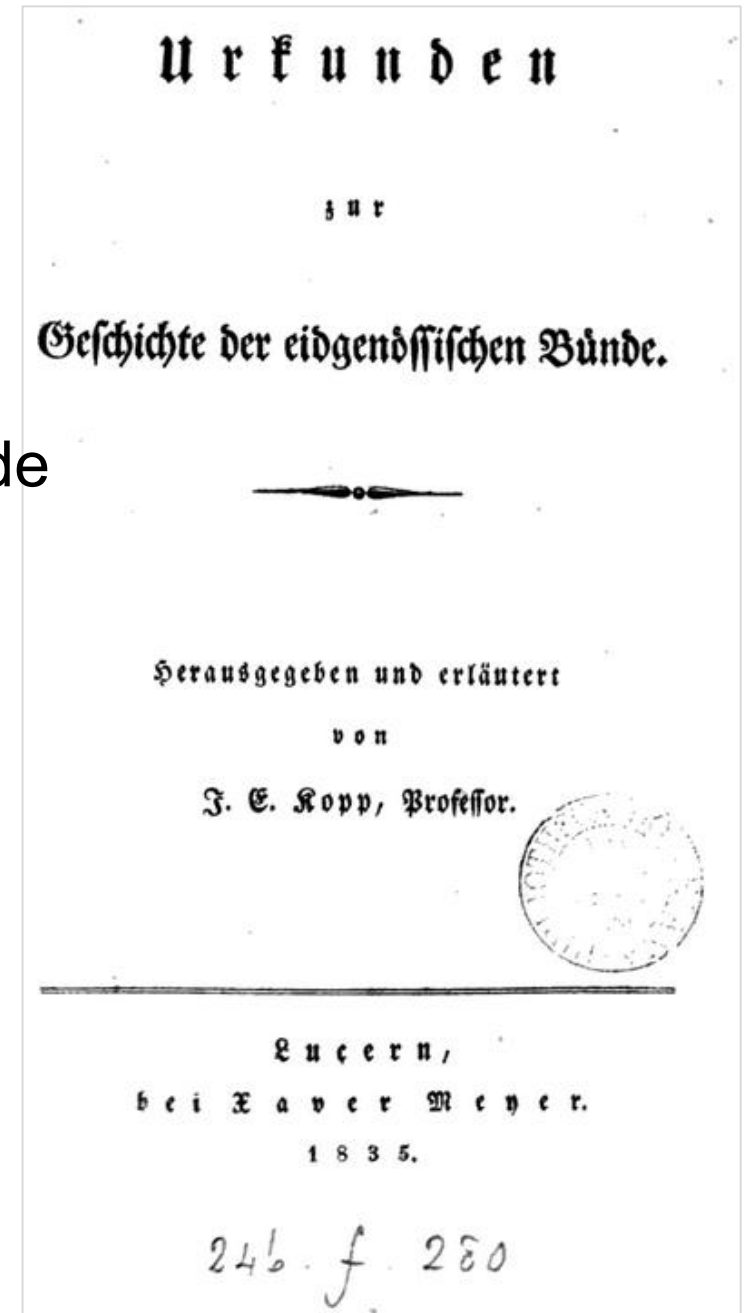 Urkunden
zur
Geschichte der eidgenössischen Bünde.
de
Herausgegeben und erläutert
von
J. E. Kopp, Professor.
Lucern,
bei Xaver Meyer.
1835.
24b. f. 280